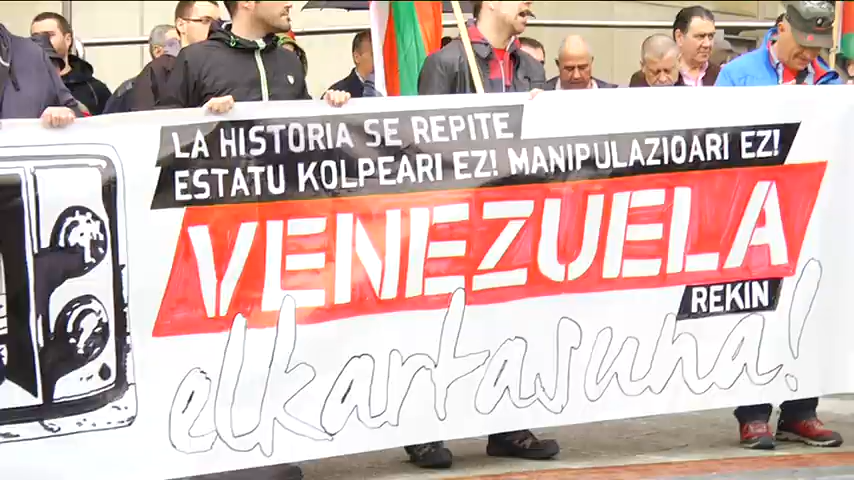 LA HISTORIA SE REPITE
ESTATU KOLPEARI EZ! MANIPULAZIOARI EZ!
VENEZUELA
REKIN
elkartasuna!